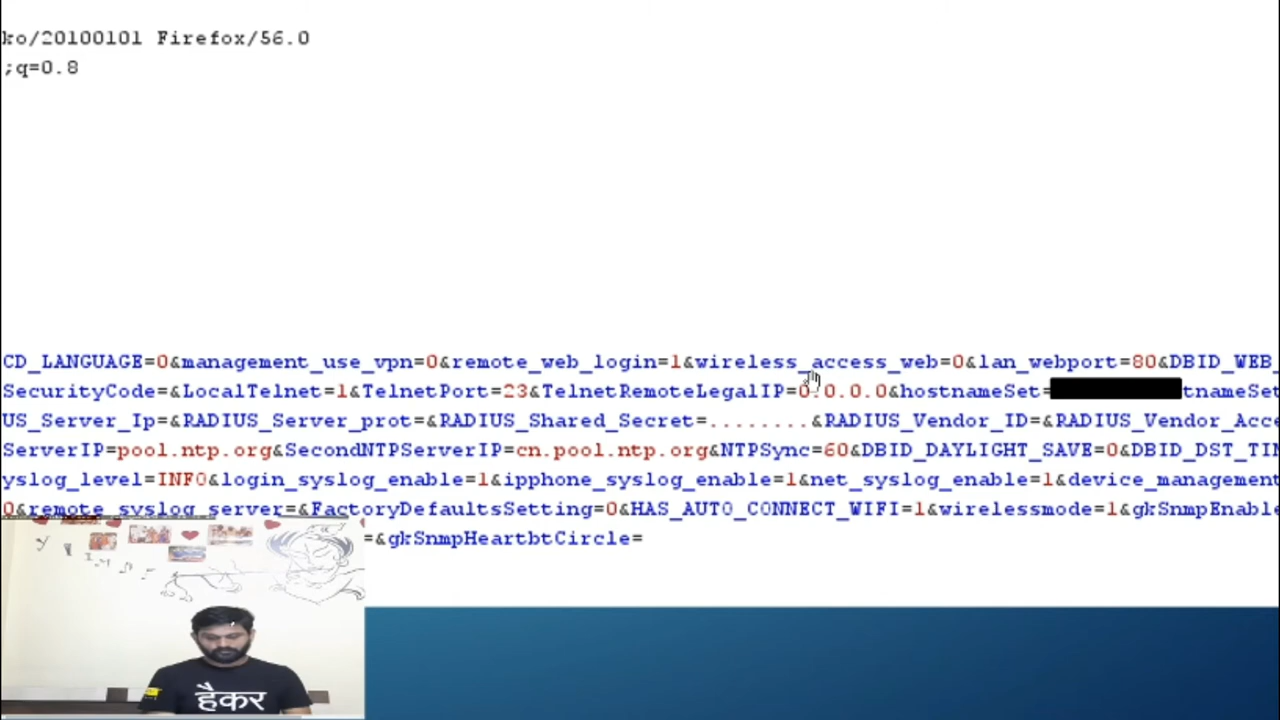 ko/20100101 Firefox/56.0
;q=0.8
CD_LANGUAGE=0&management_use_vpn=0&remote_web_login=1&wireless_access_web=0&lan_webport=80&DBID_WEB_
SecurityCode=&LocalTelnet=1&TelnetPort=23&TelnetRemoteLegalIP=0.0.0.0&hostnameSet= tnameSet
US_Server_Ip=&RADIUS_Server_prot=&RADIUS_Shared_Secret=........&RADIUS_Vendor_ID=&RADIUS_Vendor_Acce
ServerIP=pool.ntp.org&SecondNTPServerIP=cn.pool.ntp.org&NTPSync=60&DBID_DAYLIGHT_SAVE=0&DBID_DST_TIM
yslog_level=INFO&login_syslog_enable=1&ipphone_syslog_enable=1&net_syslog_enable=1&device_management
0&remote_syslog_server=&FactoryDefaultsSetting=0&HAS_AUTO_CONNECT_WIFI=1&wirelessmode=1&gkSnmpEnable
=&gkSnmpHeartbtCircle=
हैकर